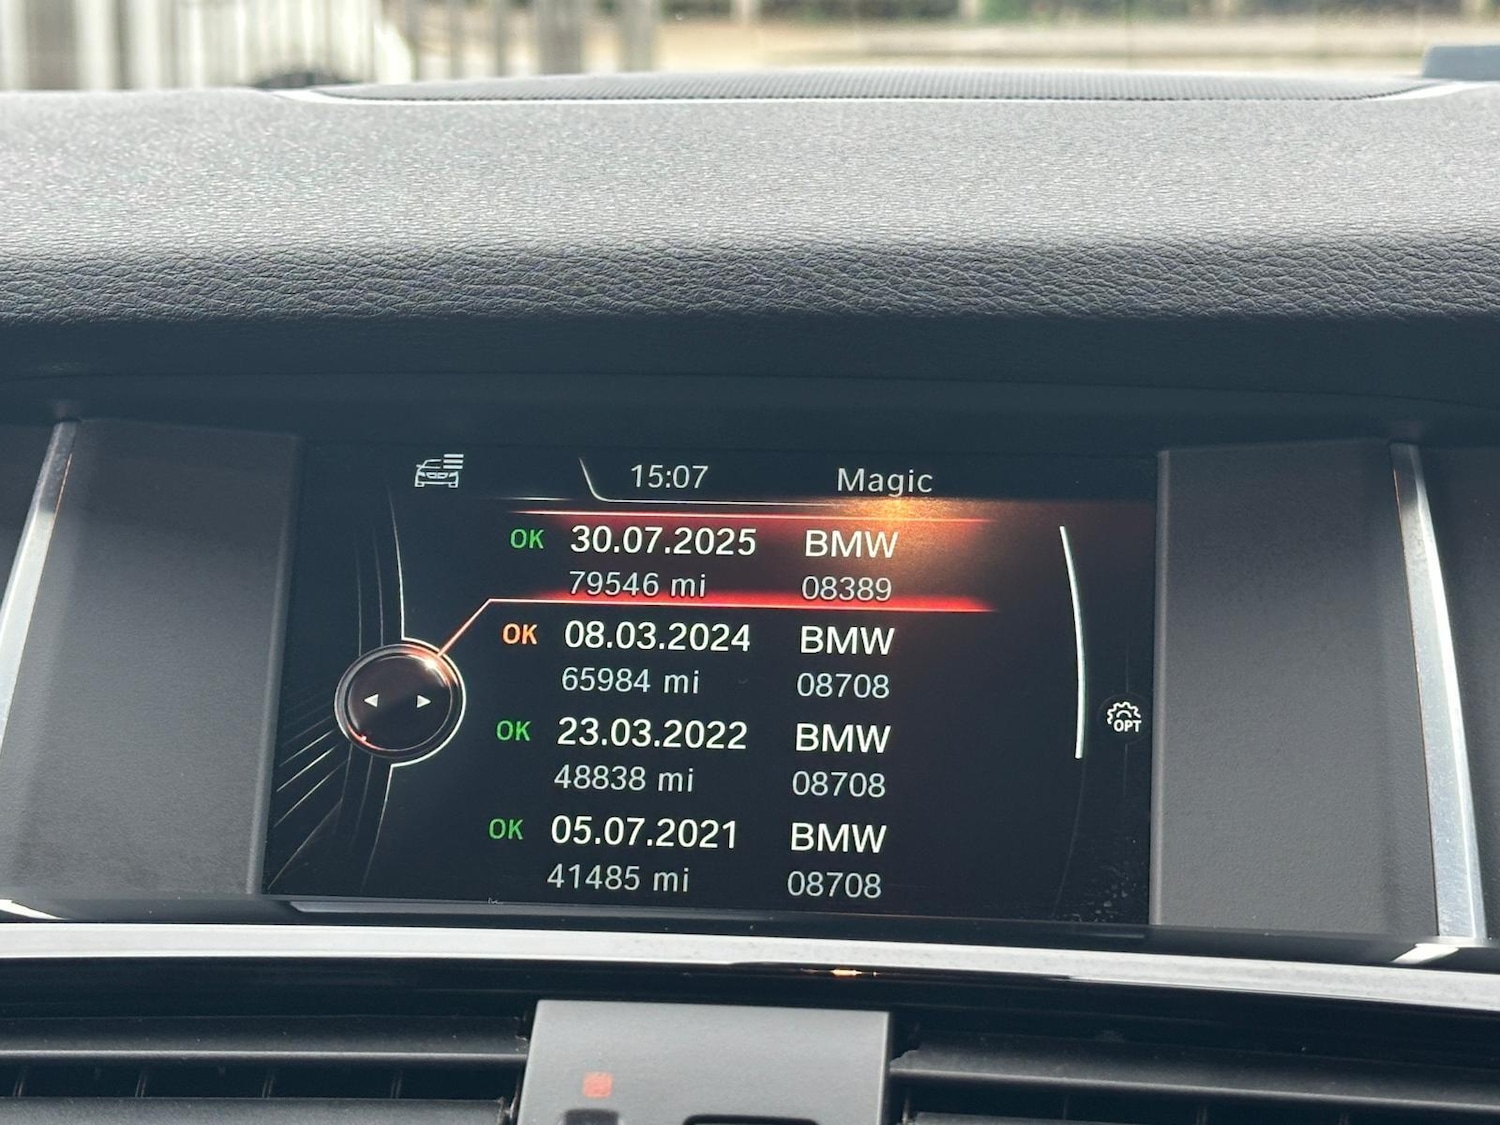 15:07 Magic
OK 30.07.2025 BMW
79546 mi 08389
OK 08.03.2024 BMW
65984 mi 08708
OK 23.03.2022 BMW
48838 mi 08708
OPT
OK 05.07.2021 BMW
41485 mi 08708